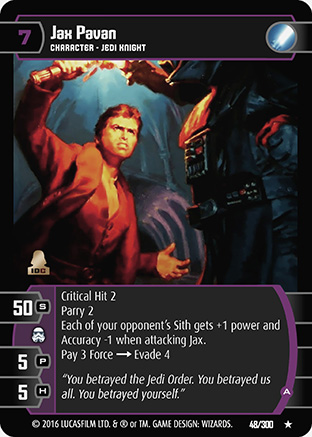 7
Jax Pavan
CHARACTER - JEDI KNIGHT
IDC
50 S
5 P
5 H
Critical Hit 2
Parry 2
Each of your opponent's Sith gets +1 power and
Accuracy -1 when attacking Jax.
Pay 3 Force → Evade 4
"You betrayed the Jedi Order. You betrayed us
all. You betrayed yourself."
A
© 2016 LUCASFILM LTD. & ® or TM. GAME DESIGN: WIZARDS.
48/300 ★